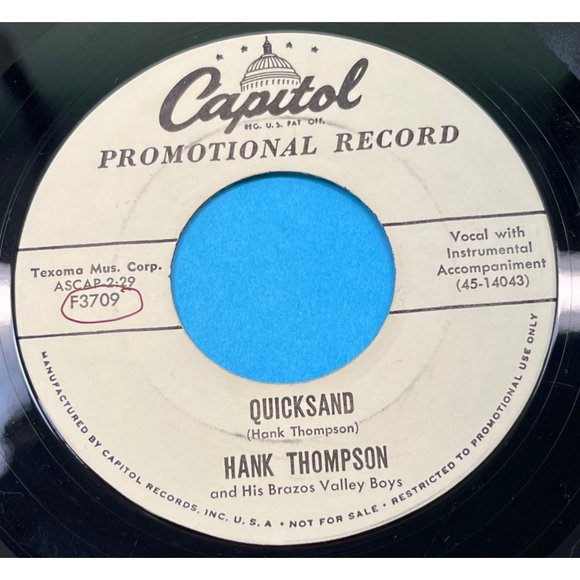 Capitol
REG. U.S. PAT. OFF.
PROMOTIONAL RECORD
Texoma Mus. Corp.
ASCAP-2:29
F3709
Vocal with
Instrumental
Accompaniment
(45-14043)
QUICKSAND
(Hank Thompson)
HANK THOMPSON
and His Brazos Valley Boys
MANUFACTURED BY CAPITOL RECORDS, INC. U.S.A • NOT FOR SALE • RESTRICTED TO PROMOTIONAL USE ONLY